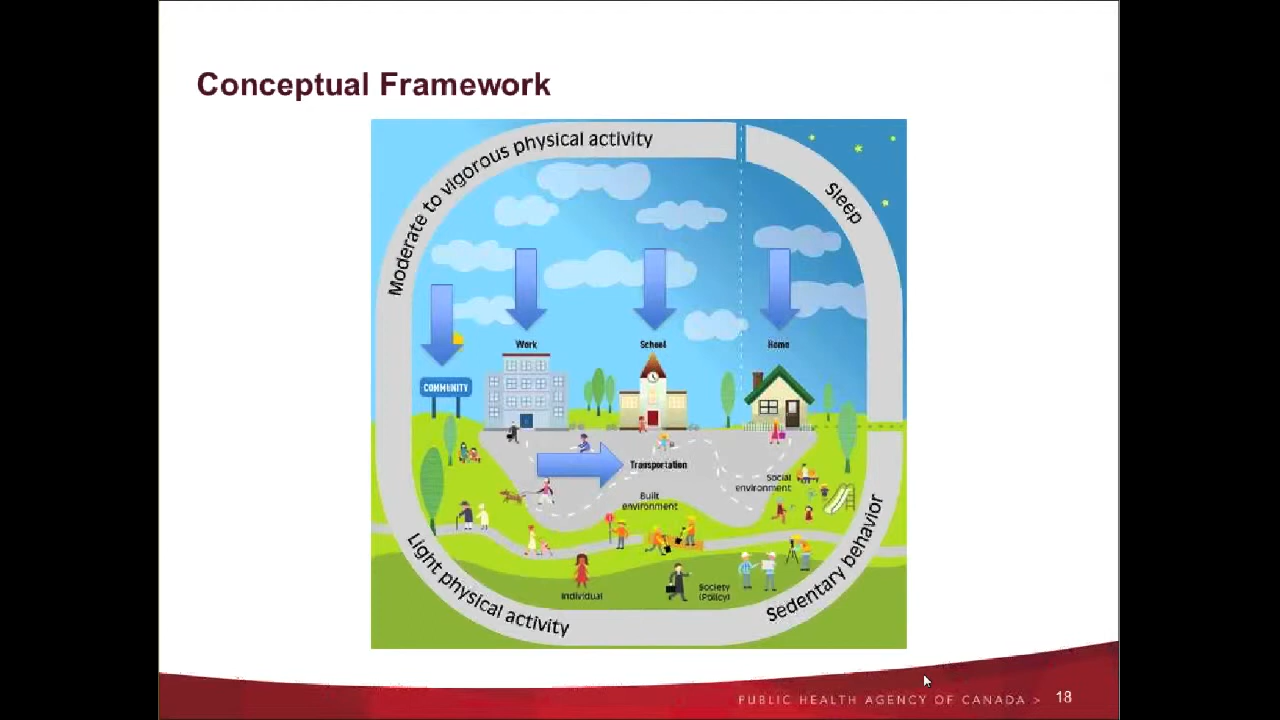 Conceptual Framework
Moderate to vigorous physical activity
Sleep
Work
School
Home
COMMUNITY
Transportation
Social
environment
Built
environment
Sedentary behavior
Light physical activity
Individual
Society
(Policy)
PUBLIC HEALTH AGENCY OF CANADA > 18